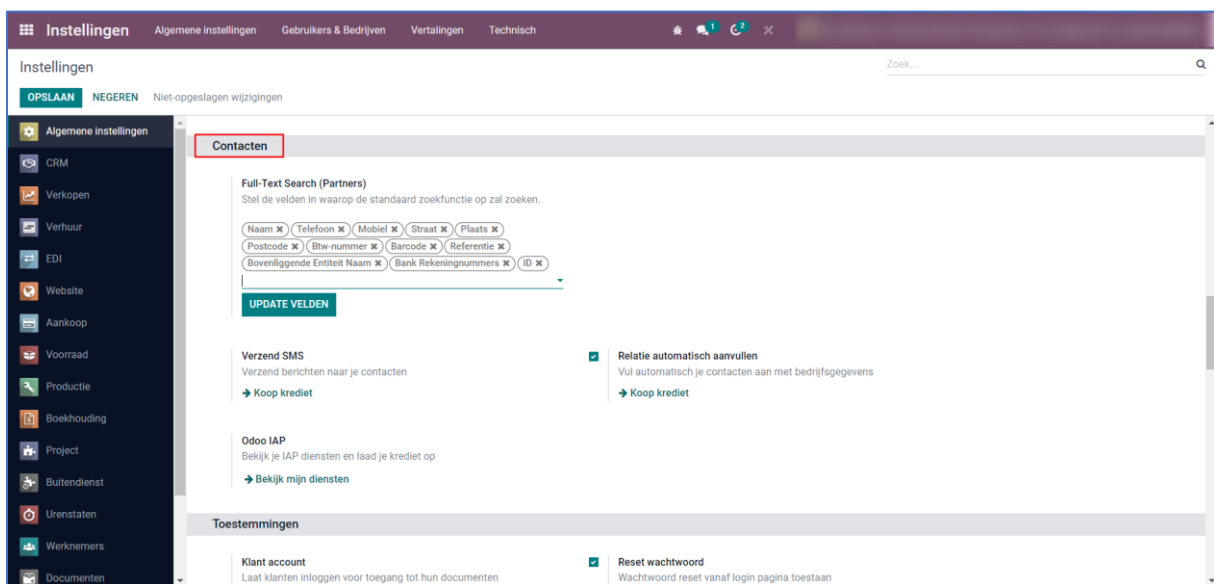 Instellingen Algemene instellingen Gebruikers & Bedrijven Vertalingen Technisch 1 2
Instellingen Zoek...
OPSLAAN NEGEREN Niet-opgeslagen wijzigingen
Algemene instellingen
CRM
Verkopen
Verhuur
EDI
Website
Aankoop
Voorraad
Productie
Boekhouding
Project
Buitendienst
Urenstaten
Werknemers
Documenten
Contacten
Full-Text Search (Partners)
Stel de velden in waarop de standaard zoekfunctie op zal zoeken.
Naam Telefoon Mobiel Straat Plaats
Postcode Btw-nummer Barcode Referentie
Bovenliggende Entiteit Naam Bank Rekeningnummers ID
UPDATE VELDEN
Verzend SMS
Verzend berichten naar je contacten
Koop krediet
Relatie automatisch aanvullen
Vul automatisch je contacten aan met bedrijfsgegevens
Koop krediet
Odoo IAP
Bekijk je IAP diensten en laad je krediet op
Bekijk mijn diensten
Toestemmingen
Klant account
Laat klanten inloggen voor toegang tot hun documenten
Reset wachtwoord
Wachtwoord reset vanaf login pagina toestaan